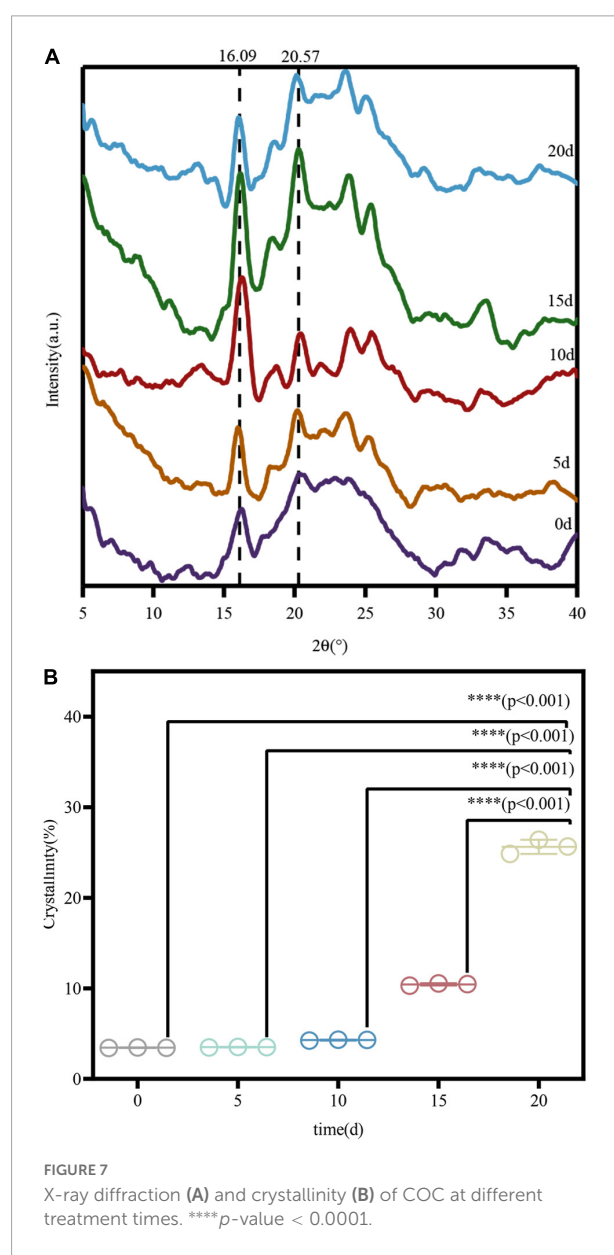 A
16.09 20.57
20d
15d
10d
5d
0d
Intensity(a.u.)
5 10 15 20 25 30 35 40
2θ(°)
B
****(p<0.001)
****(p<0.001)
****(p<0.001)
****(p<0.001)
40
30
20
10
0
Crystallinity(%)
0 5 10 15 20
time(d)
FIGURE 7
X-ray diffraction (A) and crystallinity (B) of COC at different
treatment times. ****p-value < 0.0001.